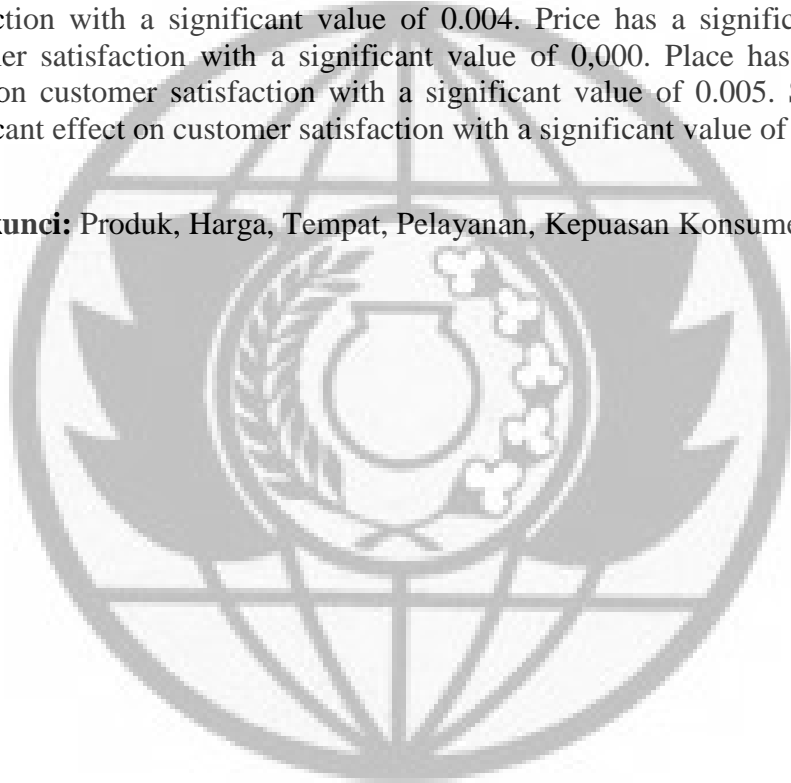 ction with a significant value of 0.004. Price has a signific
er satisfaction with a significant value of 0,000. Place has
on customer satisfaction with a significant value of 0.005. S
cant effect on customer satisfaction with a significant value of
unci: Produk, Harga, Tempat, Pelayanan, Kepuasan Konsume